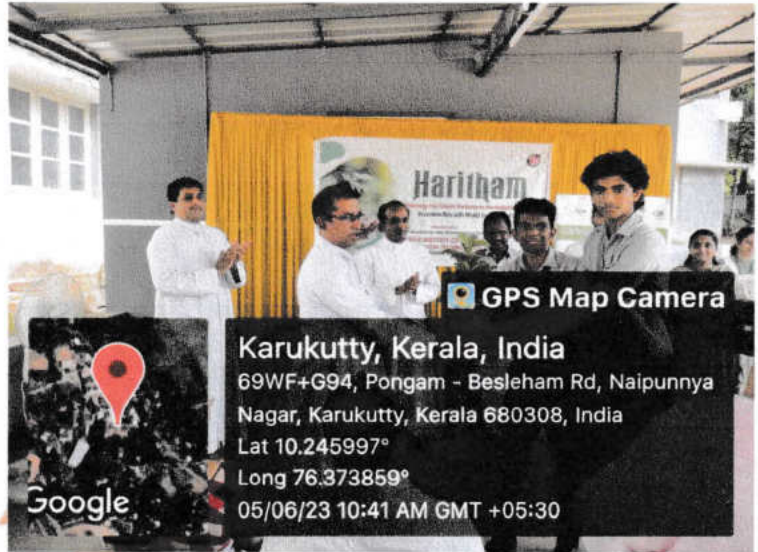 Haritham
GPS Map Camera
Karukutty, Kerala, India
69WF+G94, Pongam - Besleham Rd, Naipunnya
Nagar, Karukutty, Kerala 680308, India
Lat 10.245997°
Long 76.373859°
05/06/23 10:41 AM GMT +05:30
Google